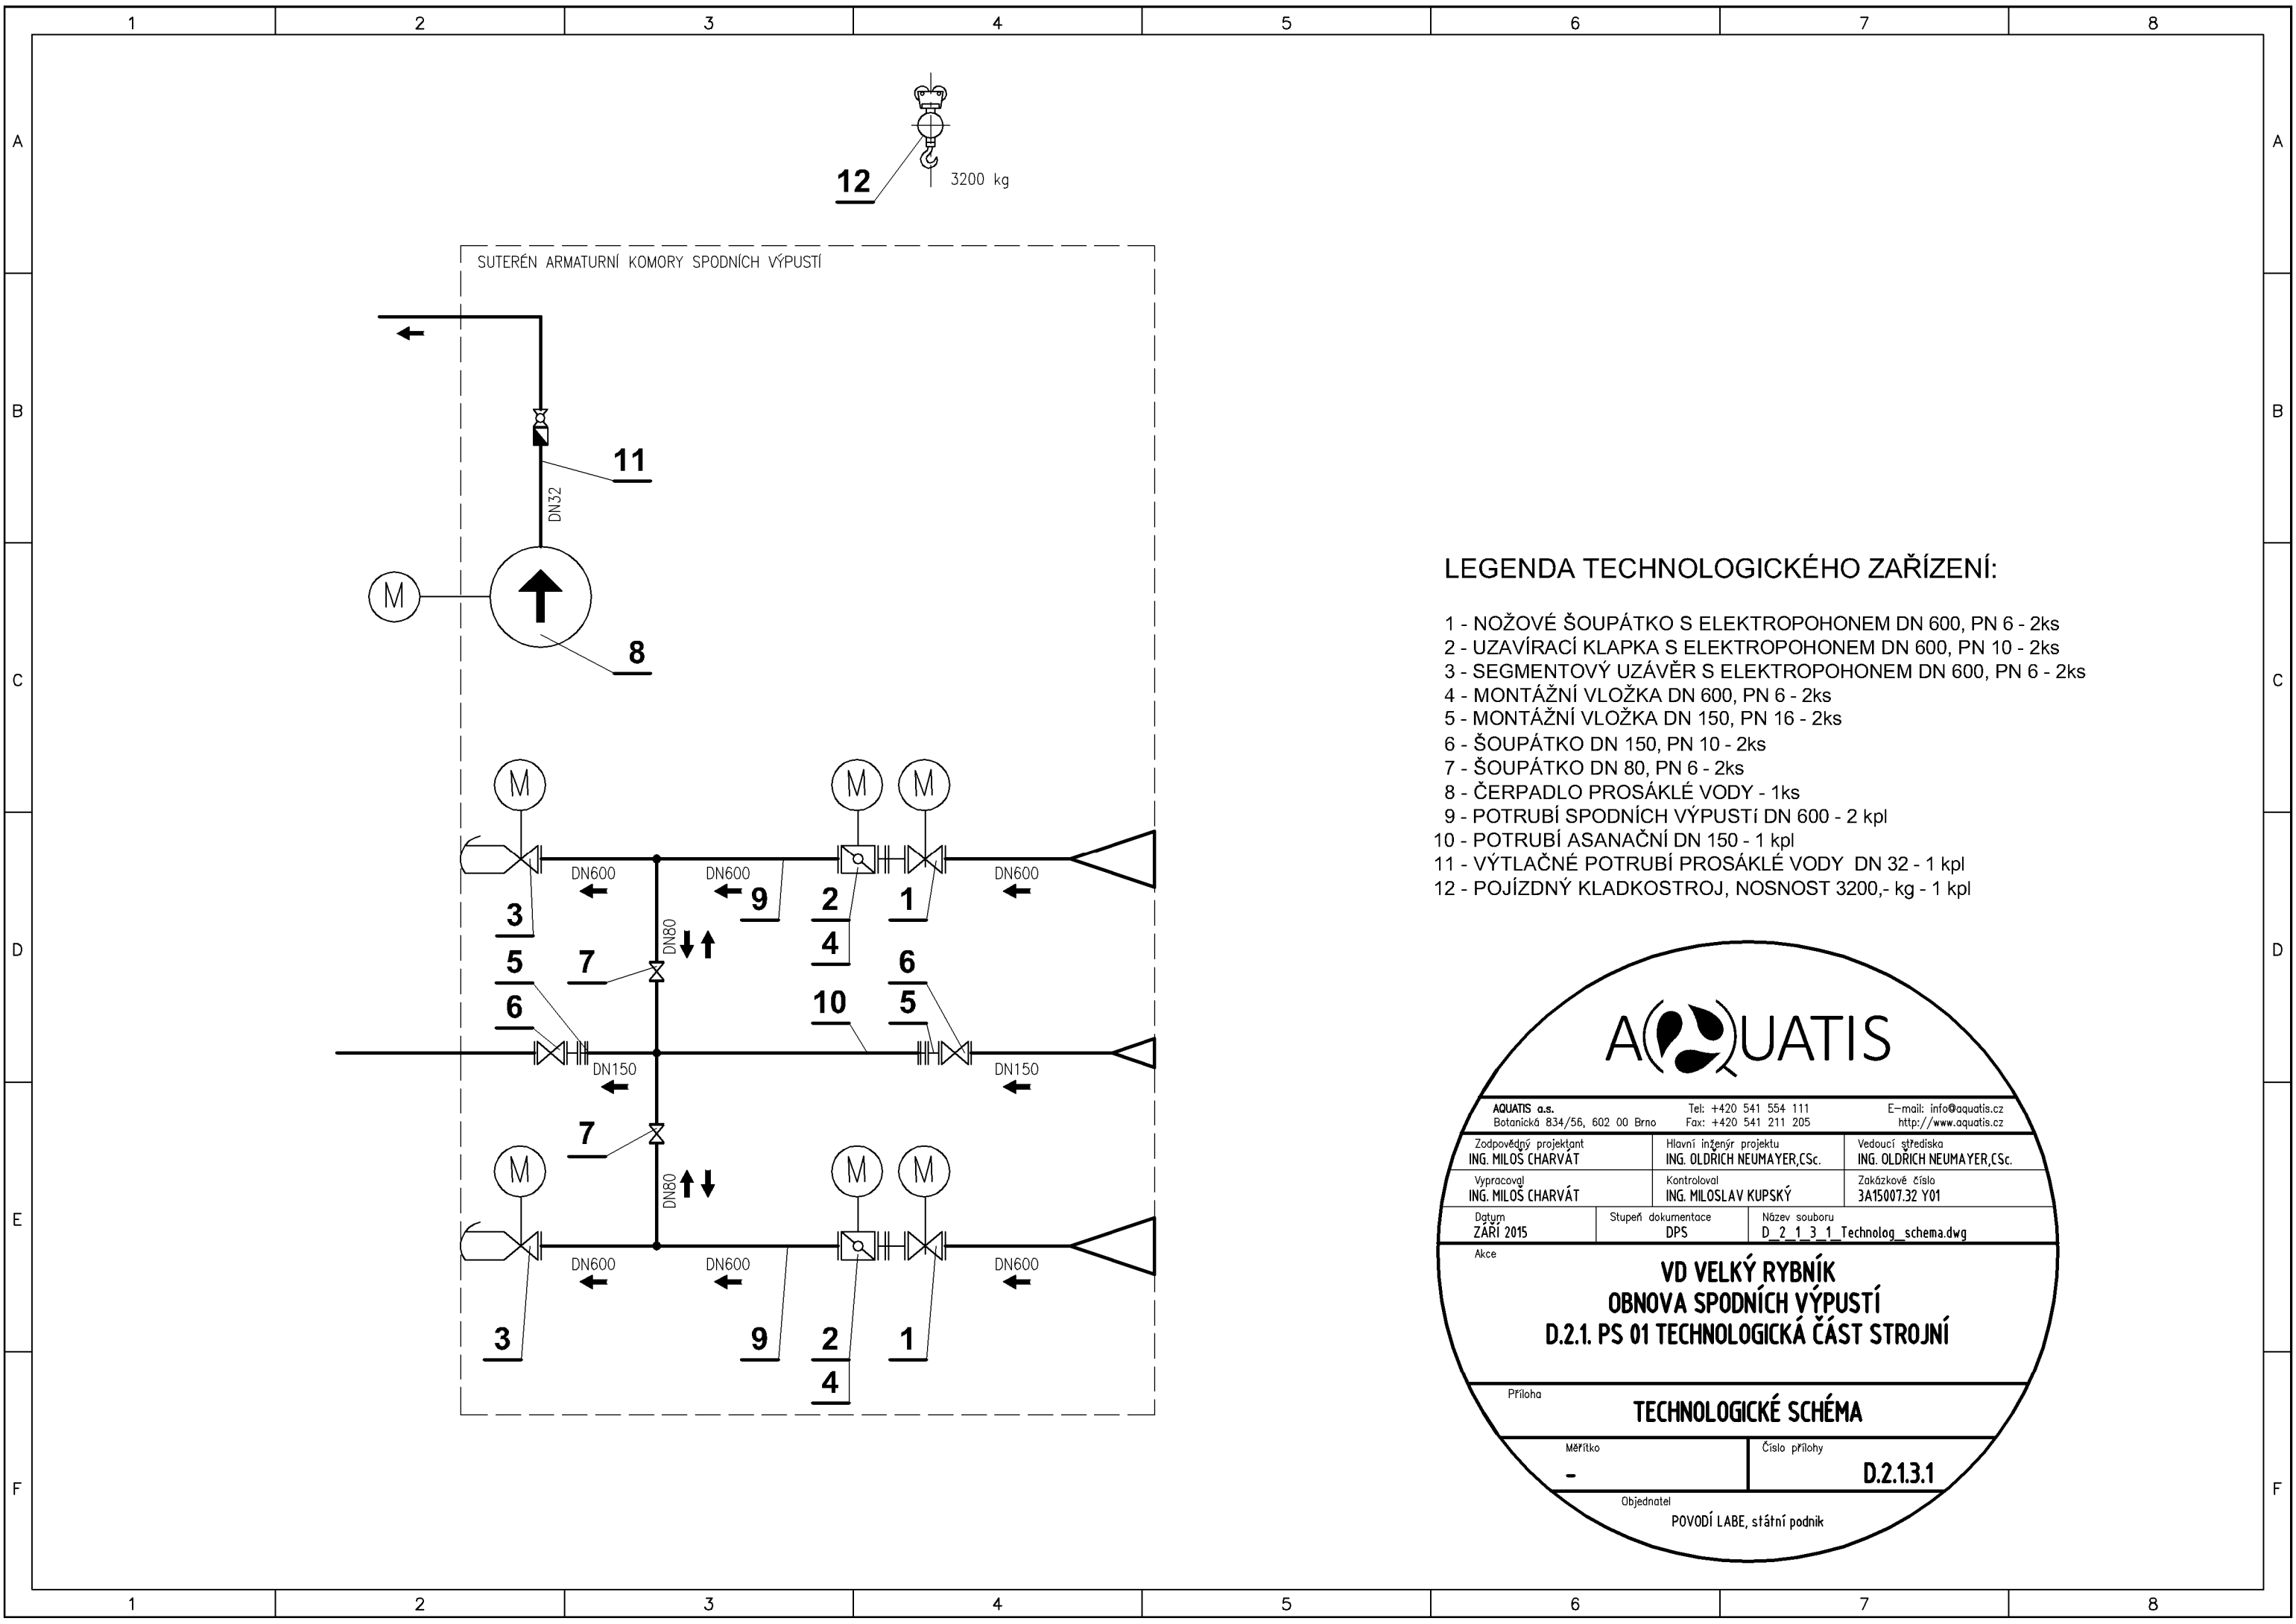 1 2 3 4 5 6 7 8
A A
12
3200 kg
SUTERÉN ARMATURNÍ KOMORY SPODNÍCH VÝPUSTÍ
B B
11
DN32
M
8
C C
LEGENDA TECHNOLOGICKÉHO ZAŘÍZENÍ:
1 - NOŽOVÉ ŠOUPÁTKO S ELEKTROPOHONEM DN 600, PN 6 - 2ks
2 - UZAVÍRACÍ KLAPKA S ELEKTROPOHONEM DN 600, PN 10 - 2ks
3 - SEGMENTOVÝ UZÁVĚR S ELEKTROPOHONEM DN 600, PN 6 - 2ks
4 - MONTÁŽNÍ VLOŽKA DN 600, PN 6 - 2ks
5 - MONTÁŽNÍ VLOŽKA DN 150, PN 16 - 2ks
6 - ŠOUPÁTKO DN 150, PN 10 - 2ks
7 - ŠOUPÁTKO DN 80, PN 6 - 2ks
8 - ČERPADLO PROSÁKLÉ VODY - 1ks
9 - POTRUBÍ SPODNÍCH VÝPUSTí DN 600 - 2 kpl
10 - POTRUBÍ ASANAČNÍ DN 150 - 1 kpl
11 - VÝTLAČNÉ POTRUBÍ PROSÁKLÉ VODY DN 32 - 1 kpl
12 - POJÍZDNÝ KLADKOSTROJ, NOSNOST 3200,- kg - 1 kpl
M M M
DN600 DN600 DN600
3 9 2 1
4
DN80
D D
5 7 6
6 10 5
DN150 DN150
7
M M M
DN80
E E
DN600 DN600 DN600
3 9 2 1
4
AQUATIS
AQUATIS a.s. Tel: +420 541 554 111 E-mail: info@aquatis.cz
Botanická 834/56, 602 00 Brno Fax: +420 541 211 205 http://www.aquatis.cz
Zodpovědný projektant Hlavní inženýr projektu Vedoucí střediska
ING. MILOŠ CHARVÁT ING. OLDŘICH NEUMAYER,CSc. ING. OLDŘICH NEUMAYER,CSc.
Vypracoval Kontroloval Zakázkové číslo
ING. MILOŠ CHARVÁT ING. MILOSLAV KUPSKÝ 3A15007.32 Y01
Datum Stupeň dokumentace Název souboru
ZÁŘÍ 2015 DPS D_2_1_3_1_Technolog_schema.dwg
Akce
VD VELKÝ RYBNÍK
OBNOVA SPODNÍCH VÝPUSTÍ
D.2.1. PS 01 TECHNOLOGICKÁ ČÁST STROJNÍ
Příloha
TECHNOLOGICKÉ SCHÉMA
Měřítko Číslo přílohy
- D.2.1.3.1
Objednatel
POVODÍ LABE, státní podnik
F F
1 2 3 4 5 6 7 8